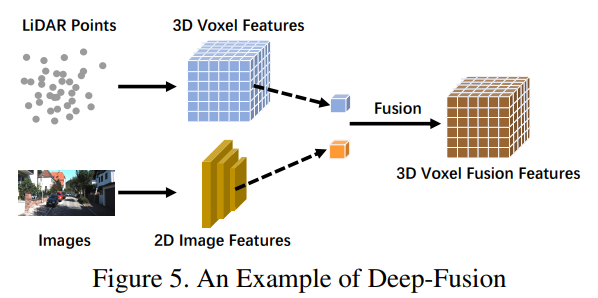 LiDAR Points
3D Voxel Features
Fusion
3D Voxel Fusion Features
Images
2D Image Features
Figure 5. An Example of Deep-Fusion